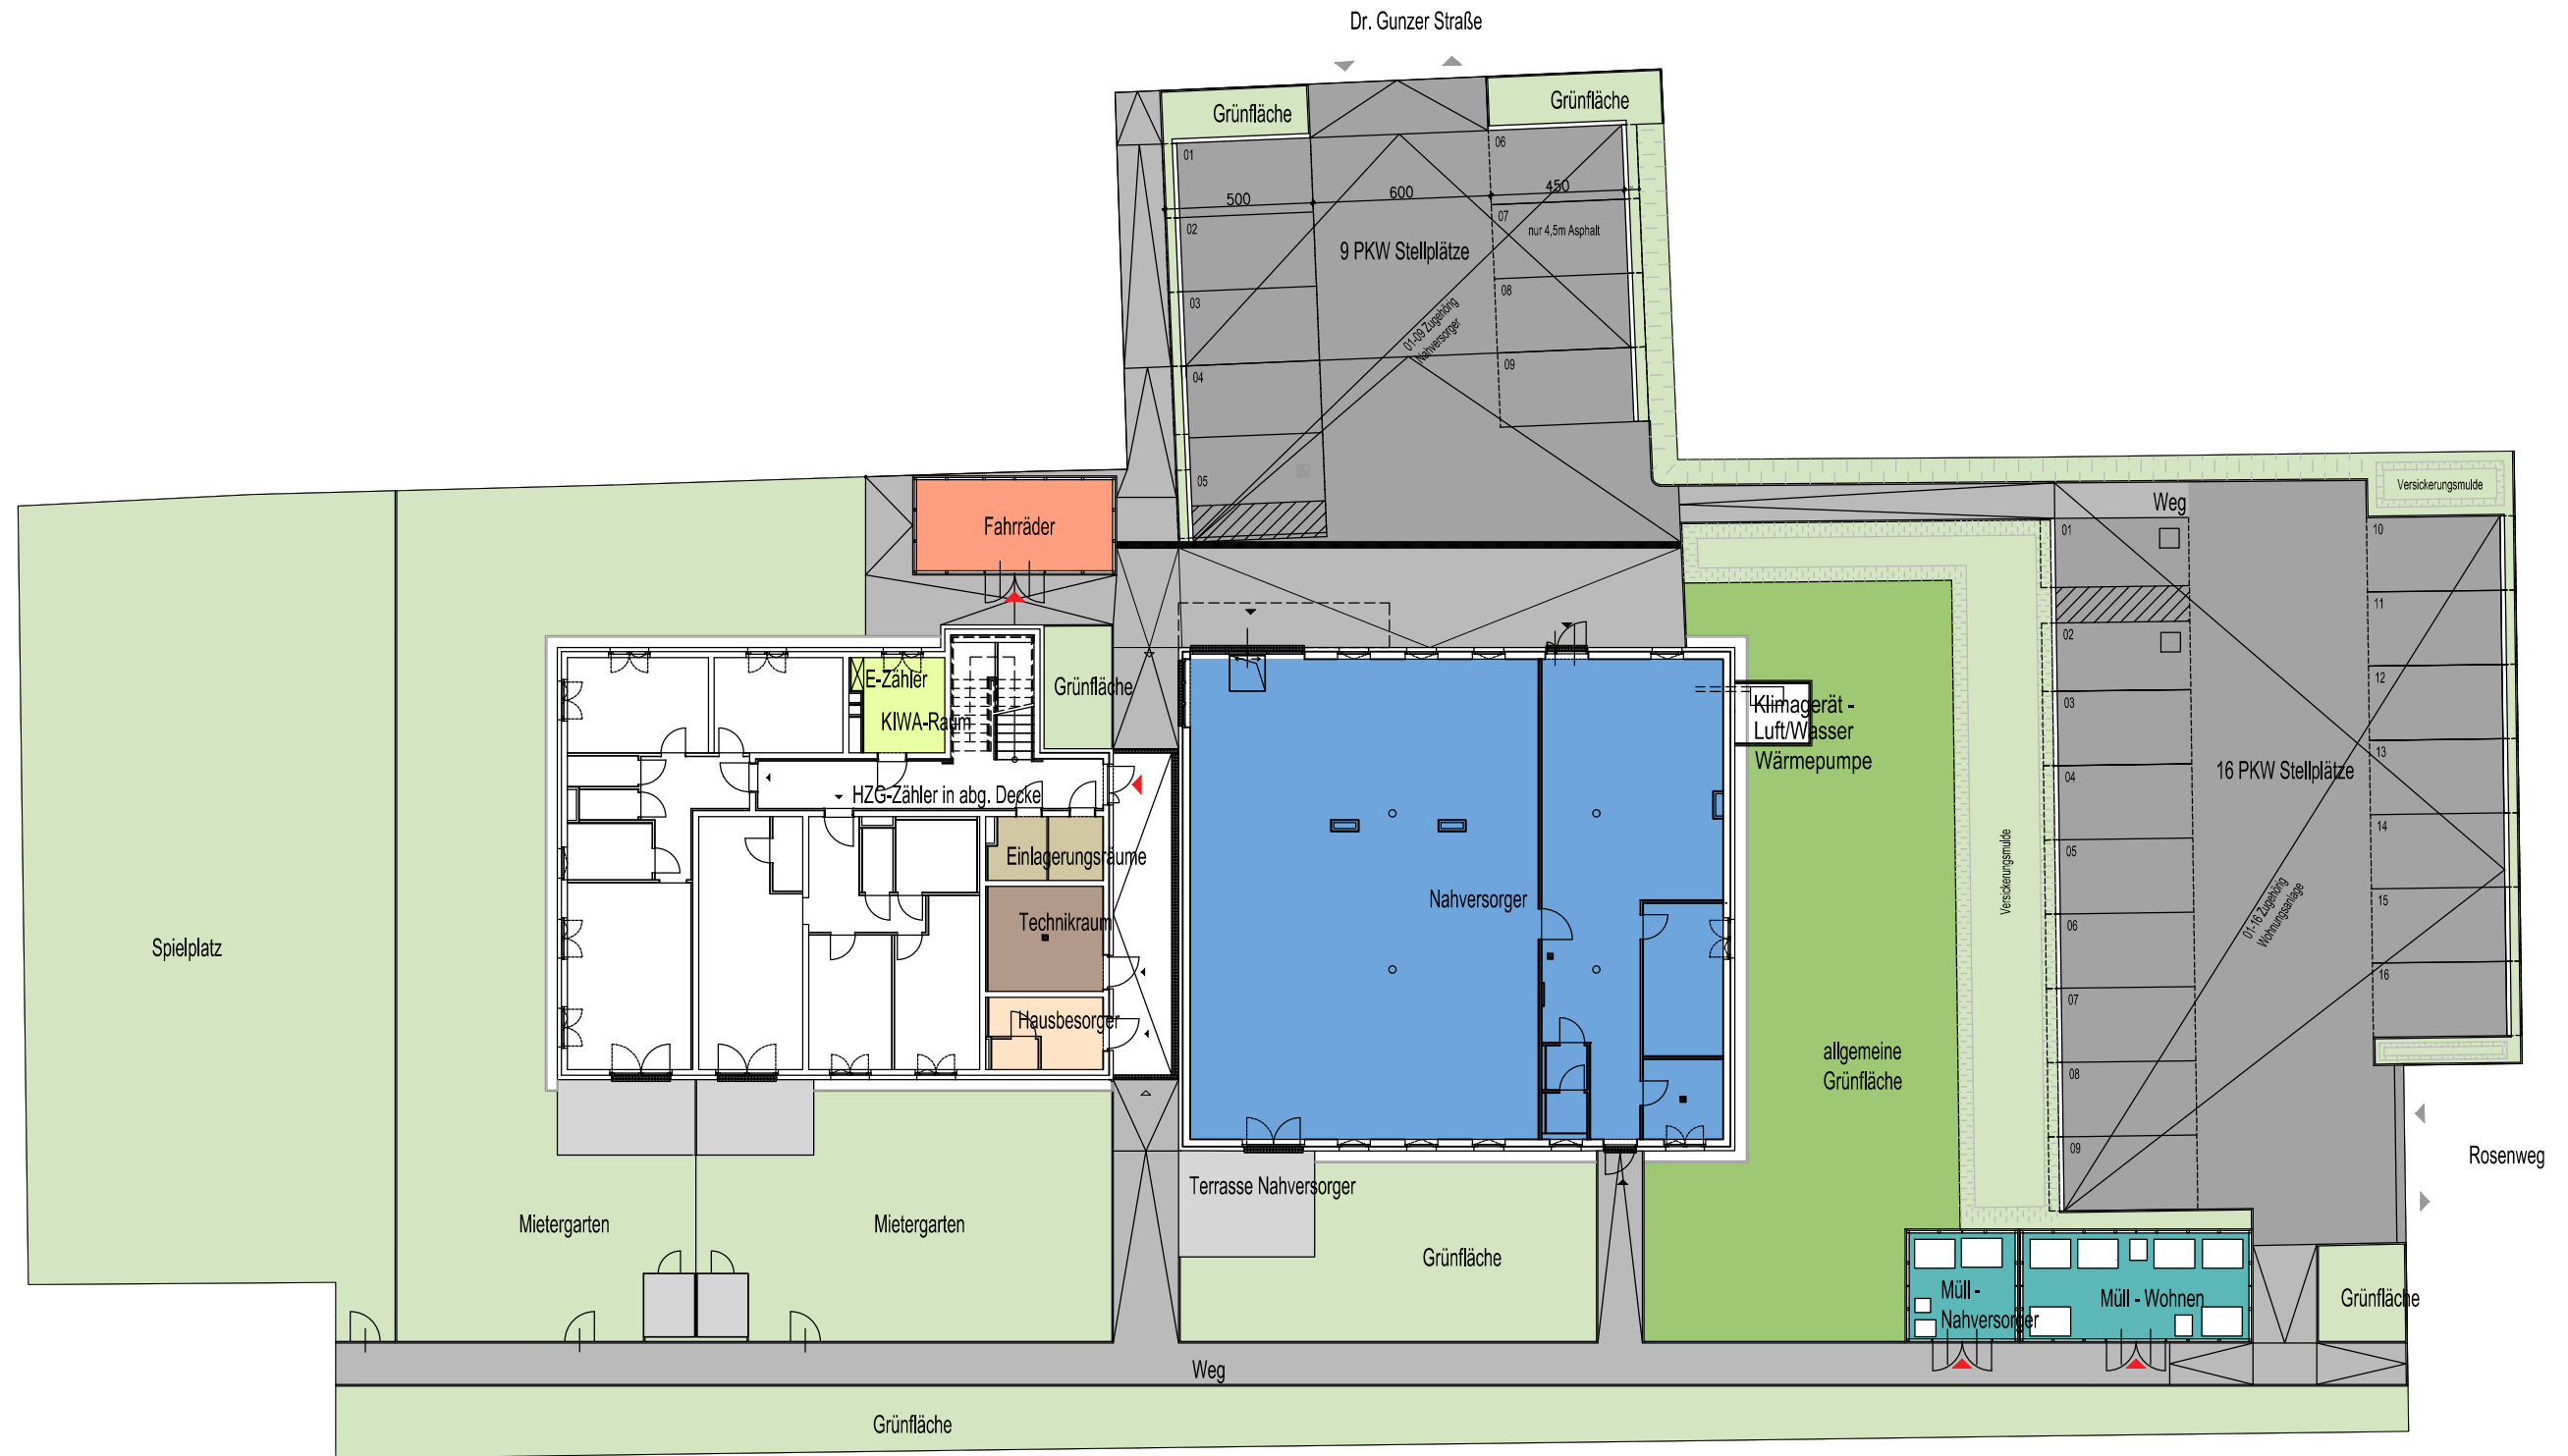 Dr. Gunzer Straße
Grünfläche
Grünfläche
01
06
500
600
450
02
07
nur 4,5m Asphalt
9 PKW Stellplätze
03
08
01-09 Zugehörig
Nahversorger
04
09
05
Versickerungsmulde
Weg
Fahrräder
01
10
11
02
12
03
13
04
16 PKW Stellplätze
14
05
15
06
01-16 Zugehörig
Wohnungsanlage
16
07
08
09
Versickerungsmulde
E-Zähler
KIWA-Raum
Grünfläche
Klimagerät -
Luft/Wasser
Wärmepumpe
HZG-Zähler in abg. Decke
Einlagerungsräume
Nahversorger
Technikraum
Spielplatz
Hausbesorger
allgemeine
Grünfläche
Rosenweg
Terrasse Nahversorger
Mietergarten
Mietergarten
Grünfläche
Müll -
Nahversorger
Müll - Wohnen
Grünfläche
Weg
Grünfläche